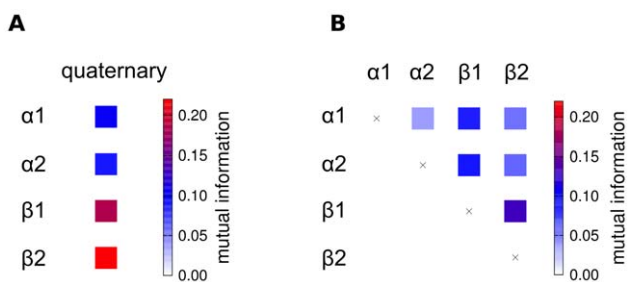 A
quaternary
α1
α2
β1
β2
0.20
0.15
0.10
0.05
0.00
mutual information
B
α1 α2 β1 β2
α1
α2
β1
β2
0.20
0.15
0.10
0.05
0.00
mutual information